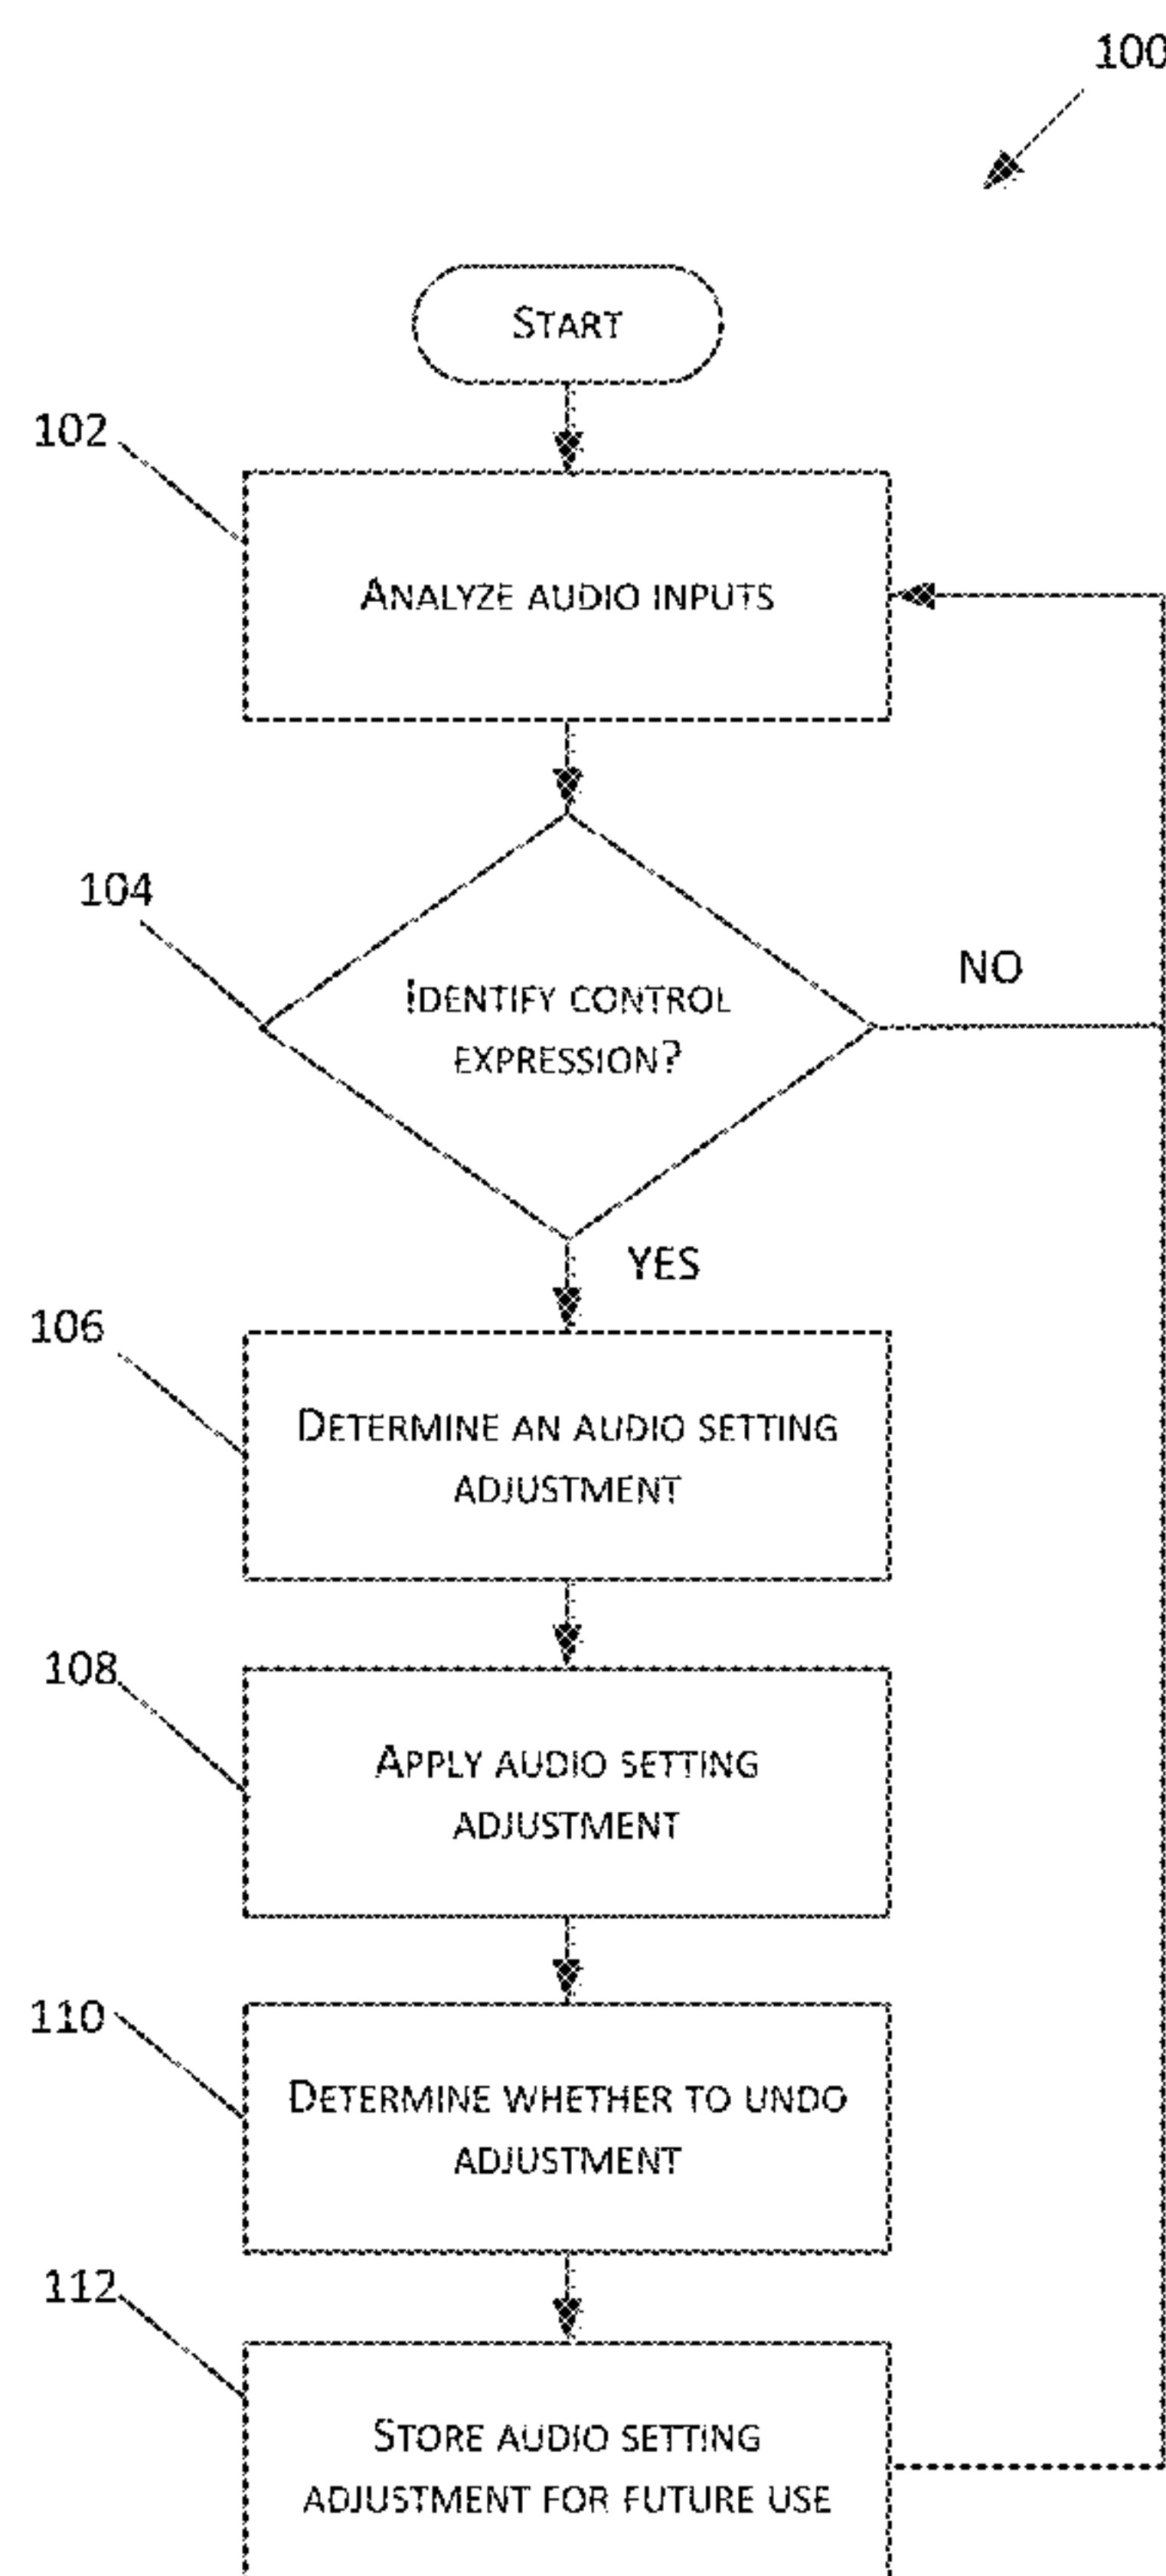 100
START
102
ANALYZE AUDIO INPUTS
104
IDENTIFY CONTROL
EXPRESSION?
NO
YES
106
DETERMINE AN AUDIO SETTING
ADJUSTMENT
108
APPLY AUDIO SETTING
ADJUSTMENT
110
DETERMINE WHETHER TO UNDO
ADJUSTMENT
112
STORE AUDIO SETTING
ADJUSTMENT FOR FUTURE USE